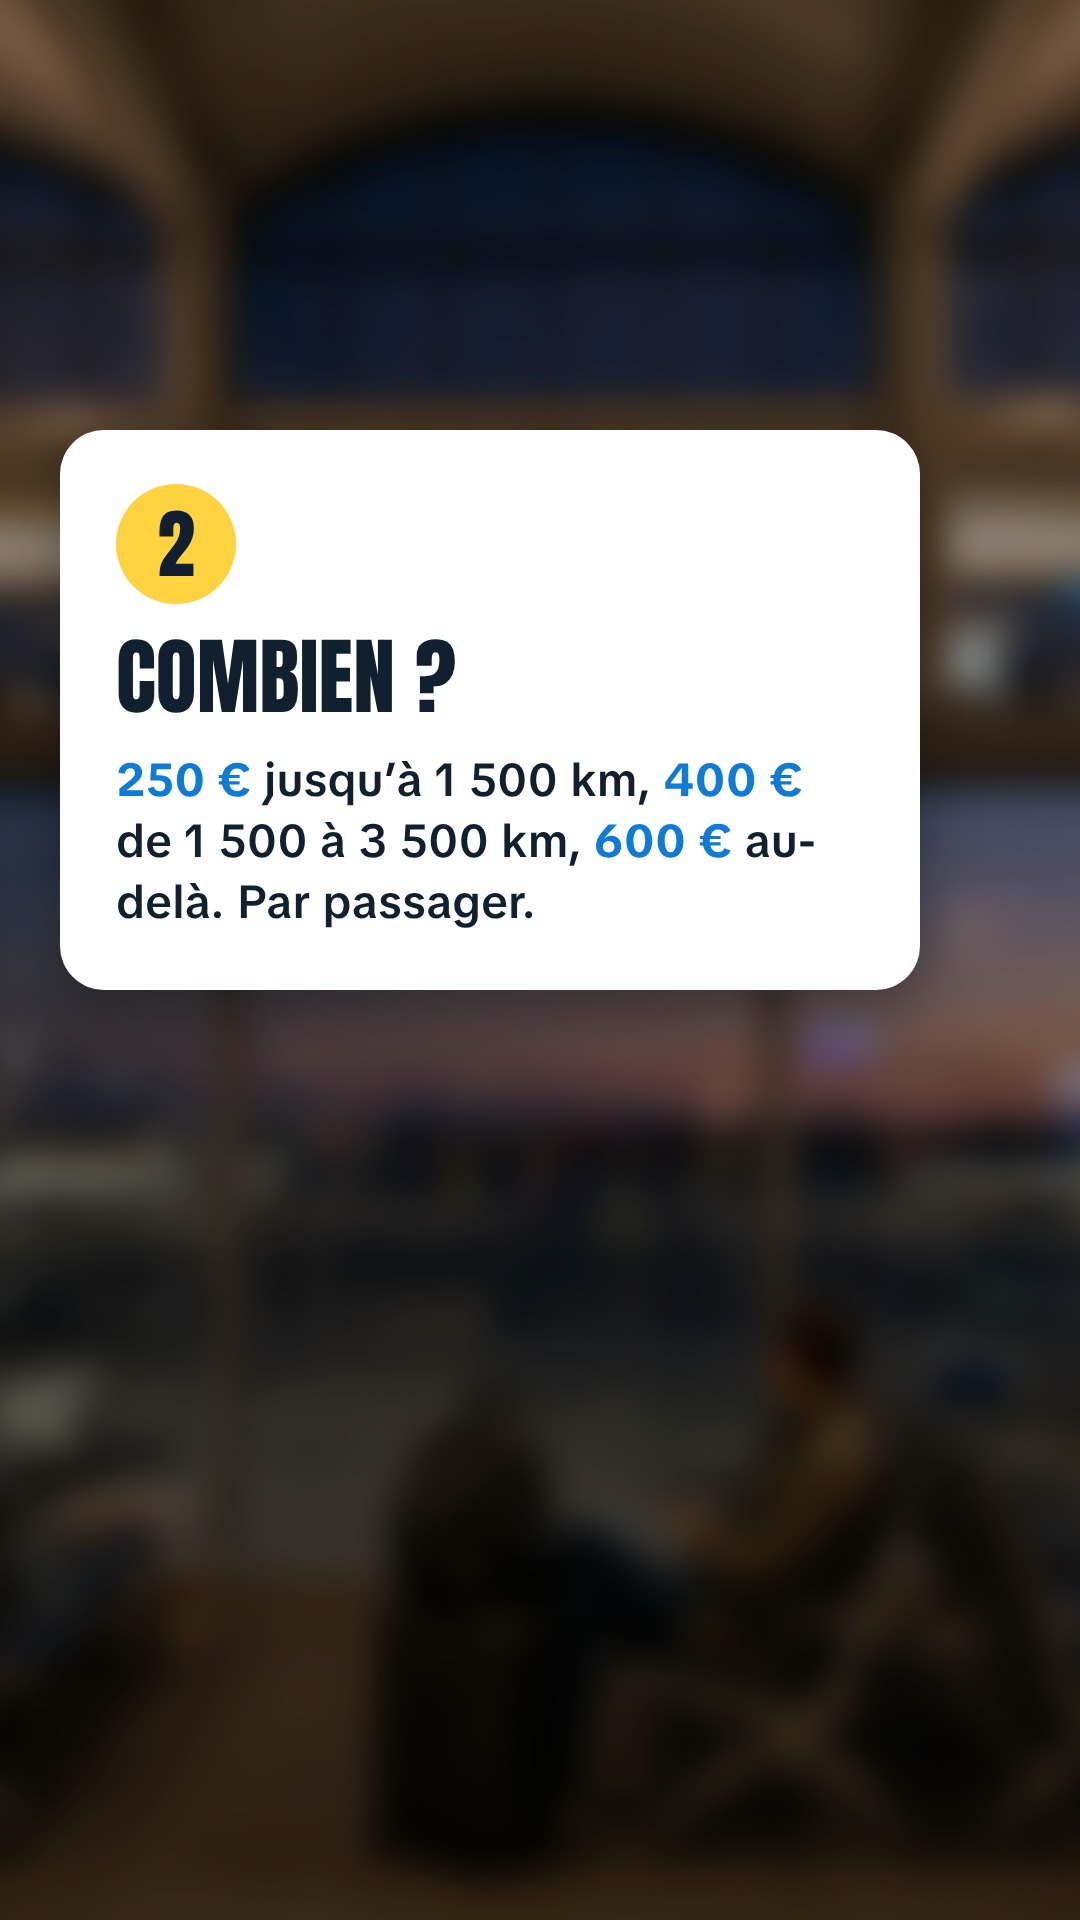 2
COMBIEN ?
250 € jusqu’à 1 500 km, 400 €
de 1 500 à 3 500 km, 600 € au-
delà. Par passager.